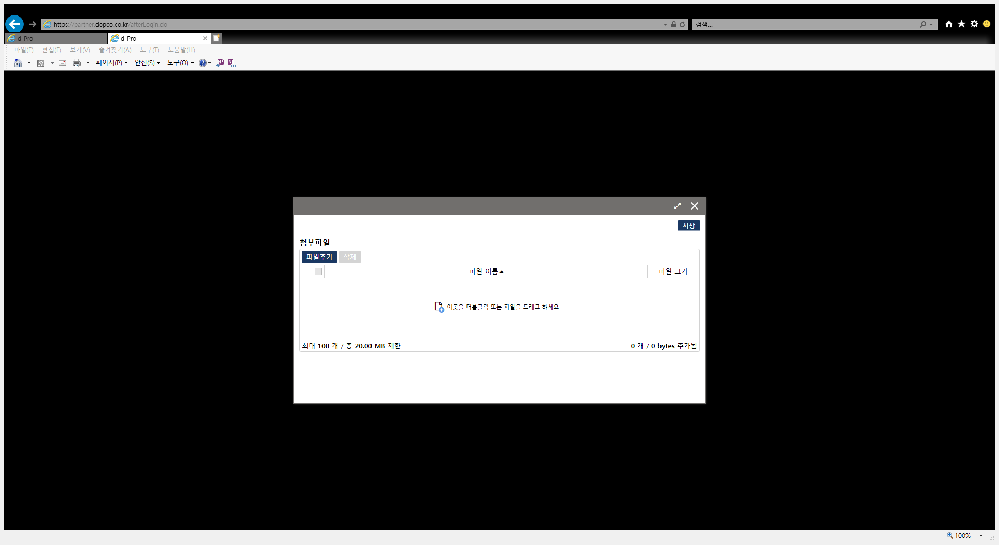 https://partner.dopco.co.kr/afterLogin.do
검색...
d-Pro
d-Pro
파일(F) 편집(E) 보기(V) 즐겨찾기(A) 도구(T) 도움말(H)
페이지(P) 안전(S) 도구(O)
저장
첨부파일
파일추가 삭제
파일 이름 파일 크기
이곳을 더블클릭 또는 파일을 드래그 하세요.
최대 100 개 / 총 20.00 MB 제한 0 개 / 0 bytes 추가됨
100%